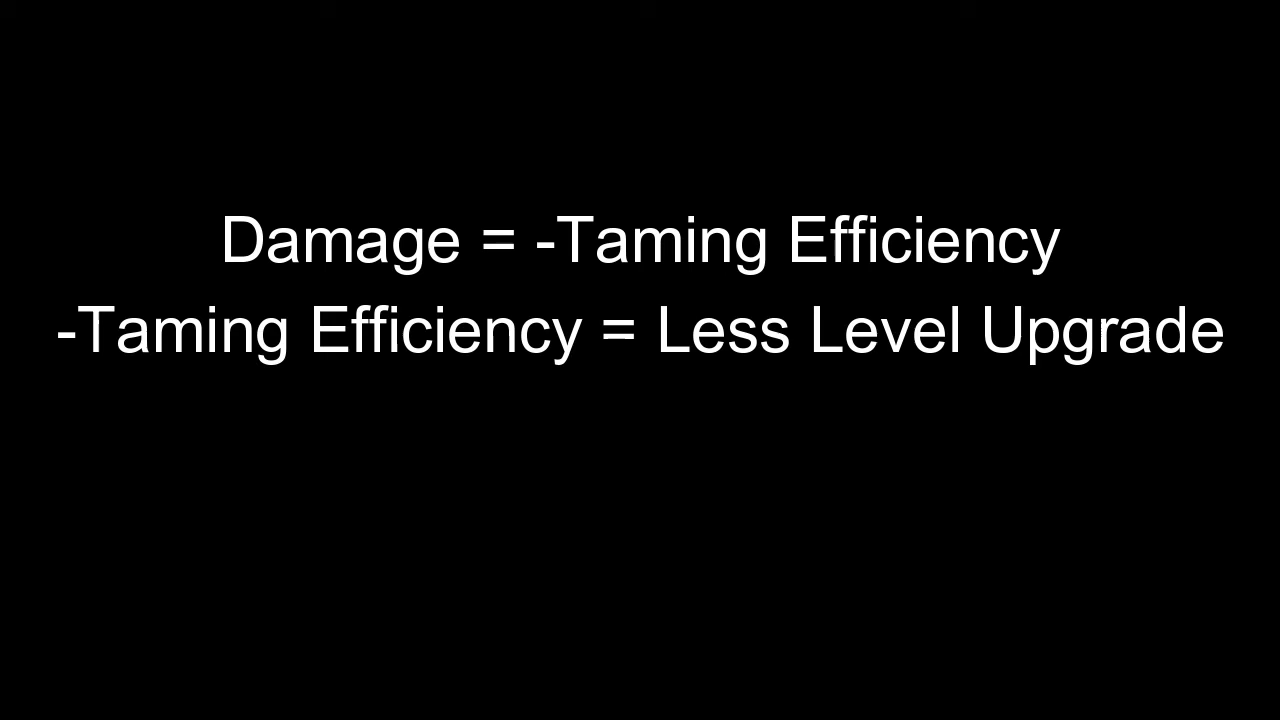 Damage = -Taming Efficiency
-Taming Efficiency = Less Level Upgrade